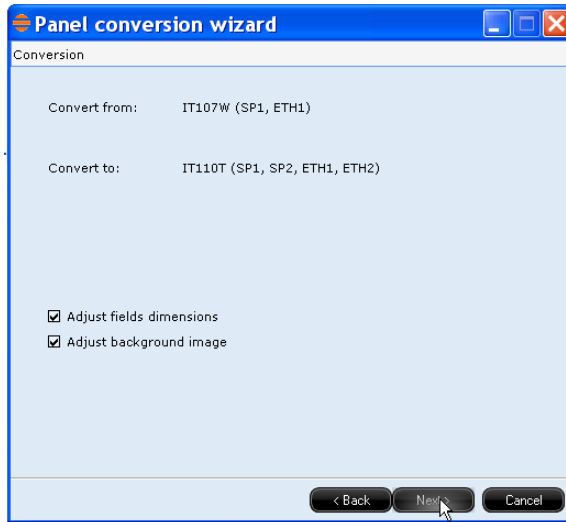 Panel conversion wizard
Conversion
Convert from: IT107W (SP1, ETH1)
Convert to: IT110T (SP1, SP2, ETH1, ETH2)
Adjust fields dimensions
Adjust background image
< Back Next > Cancel